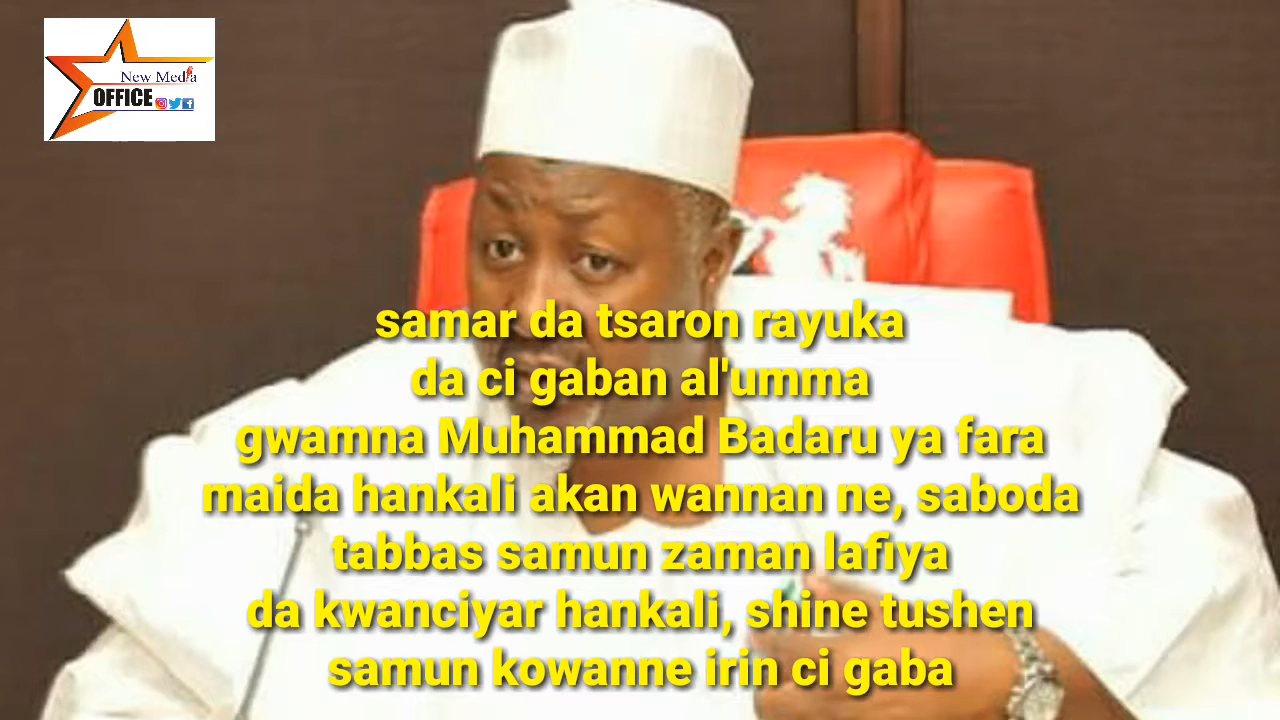 New Media
OFFICE
samar da tsaron rayuka
da ci gaban al'umma
gwamna Muhammad Badaru ya fara
maida hankali akan wannan ne, saboda
tabbas samun zaman lafiya
da kwanciyar hankali, shine tushen
samun kowanne irin ci gaba